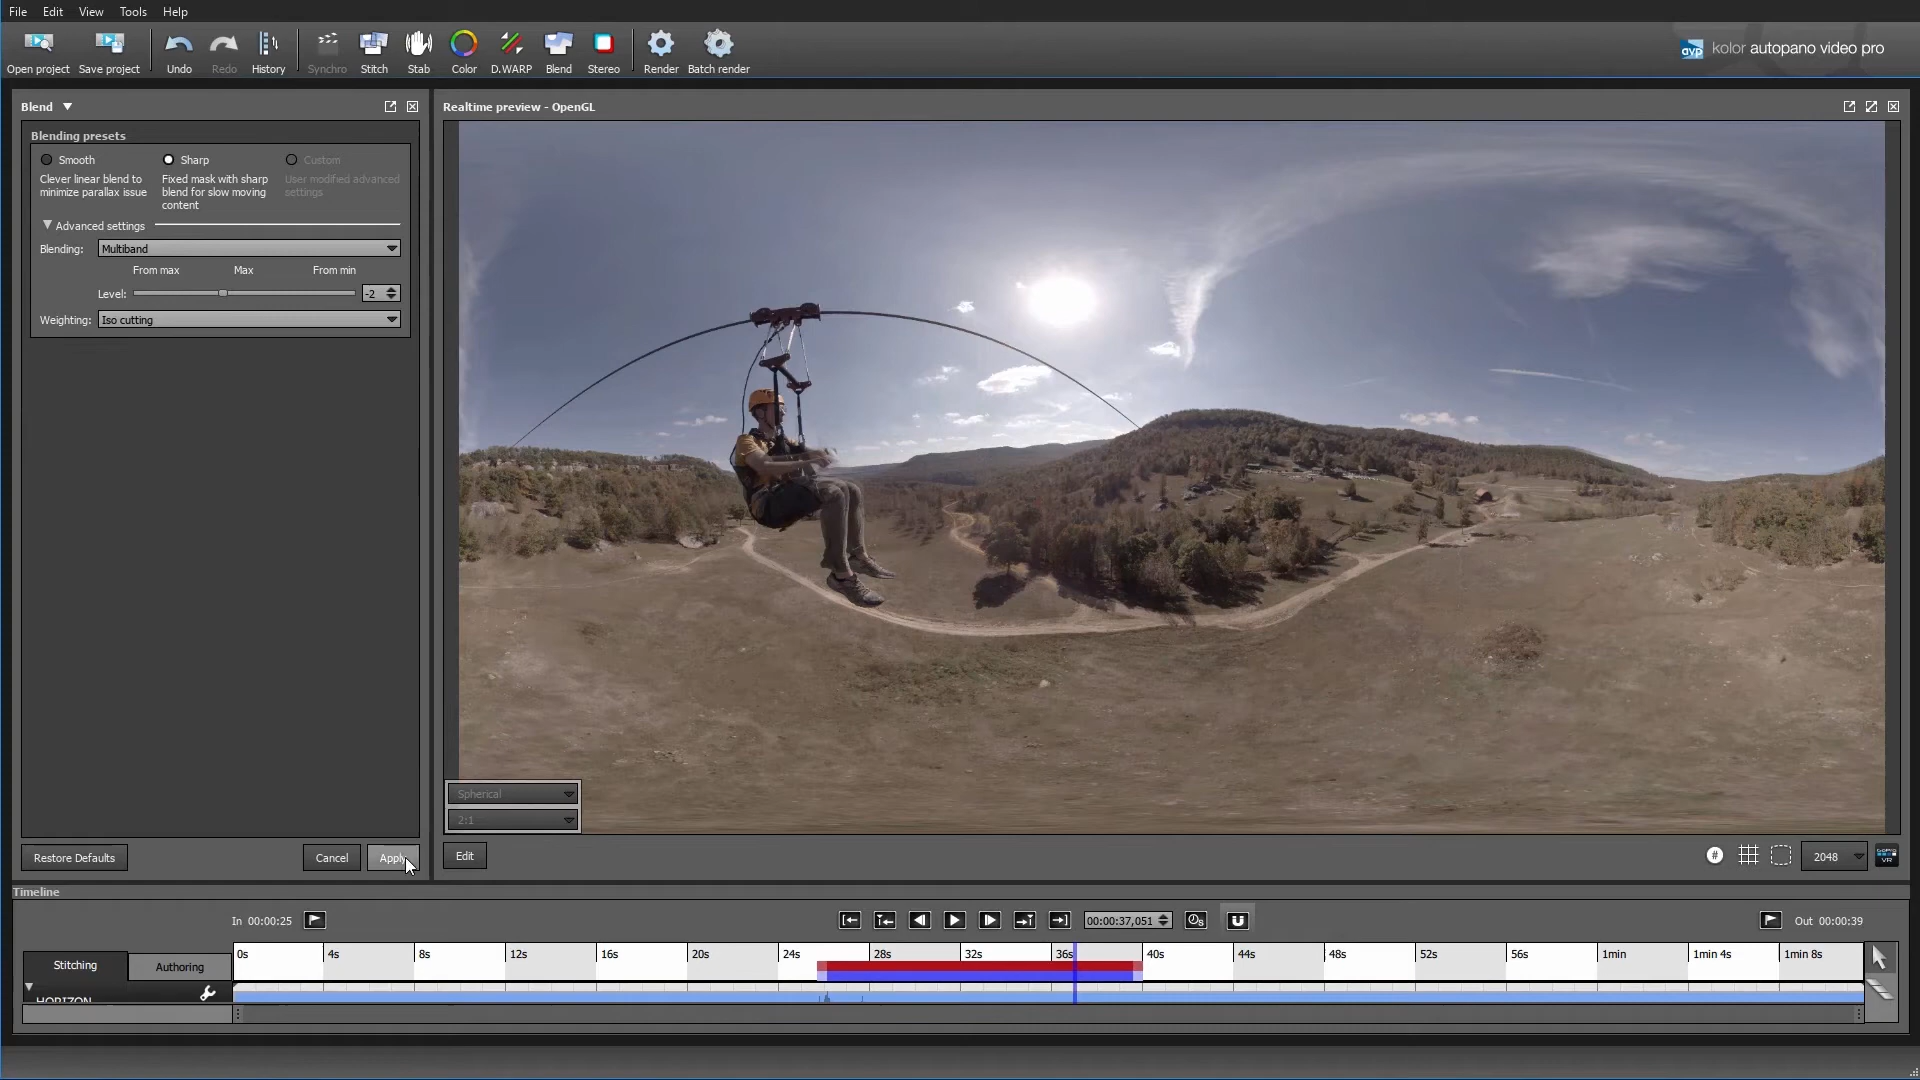 File Edit View Tools Help
Open project Save project Undo Redo History Synchro Stitch Stab Color D.WARP Blend Stereo Render Batch render
avp kolor autopano video pro
Blend
Realtime preview - OpenGL
Blending presets
Smooth Sharp Custom
Clever linear blend to
minimize parallax issue
Fixed mask with sharp
blend for slow moving
content
User modified advanced
settings
Advanced settings
Blending: Multiband
From max Max From min
Level: -2
Weighting: Iso cutting
Spherical
2:1
Restore Defaults Cancel Apply
Edit
# 2048 GoPro VR
Timeline
In 00:00:25 00:00:37,051 Out 00:00:39
Stitching Authoring
0s 4s 8s 12s 16s 20s 24s 28s 32s 36s 40s 44s 48s 52s 56s 1min 1min 4s 1min 8s
HORIZON